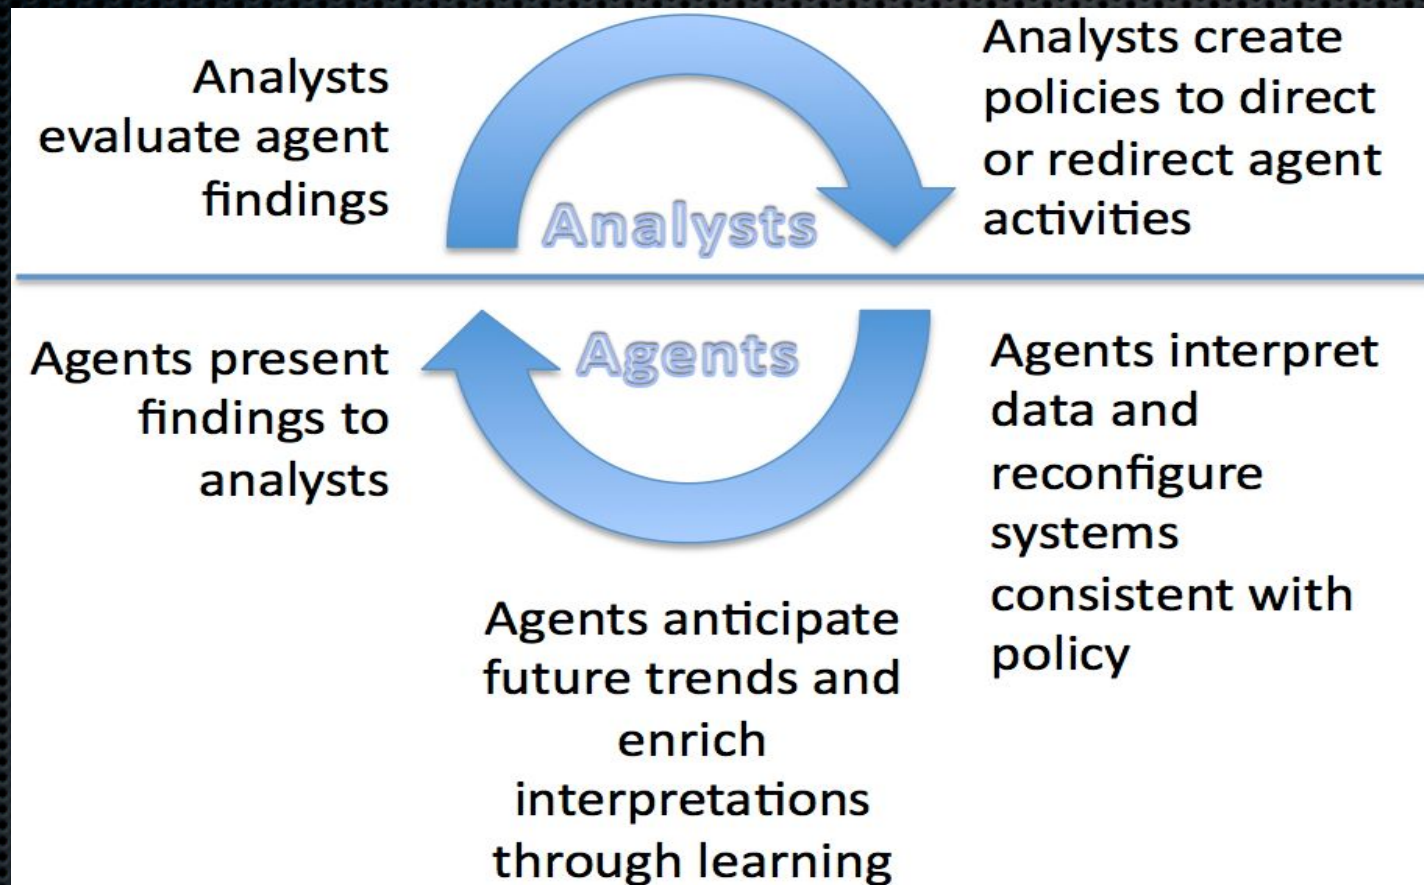 Analysts
evaluate agent
findings
Analysts create
policies to direct
or redirect agent
activities
Analysts
Agents
Agents present
findings to
analysts
Agents interpret
data and
reconfigure
systems
consistent with
policy
Agents anticipate
future trends and
enrich
interpretations
through learning